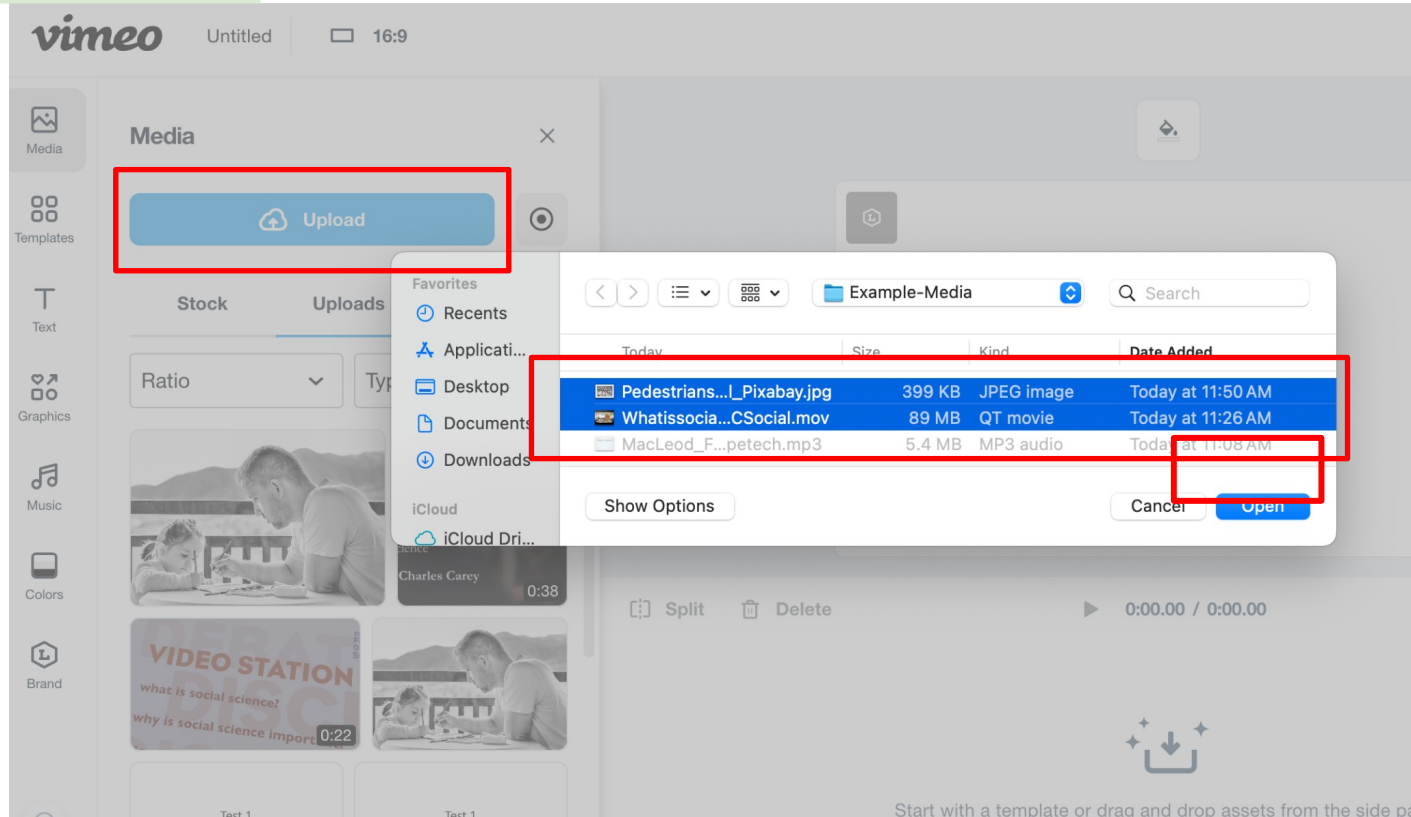 vimeo Untitled 16:9
Media
Media
Templates
Text
Graphics
Music
Colors
Brand
Upload
Stock Uploads
Ratio Typ
Charles Carey
0:38
VIDEO STATION
what is social science?
why is social science import
0:22
Test 1 Test 1
Favorites
Recents
Applicati...
Desktop
Documents
Downloads
iCloud
iCloud Dri...
Example-Media Search
Today Size Kind Date Added
Pedestrians...l_Pixabay.jpg 399 KB JPEG image Today at 11:50 AM
Whatissocia...CSocial.mov 89 MB QT movie Today at 11:26 AM
MacLeod_F...petech.mp3 5.4 MB MP3 audio Today at 11:08 AM
Show Options Cancel Open
Split Delete 0:00.00 / 0:00.00
Start with a template or drag and drop assets from the side pa